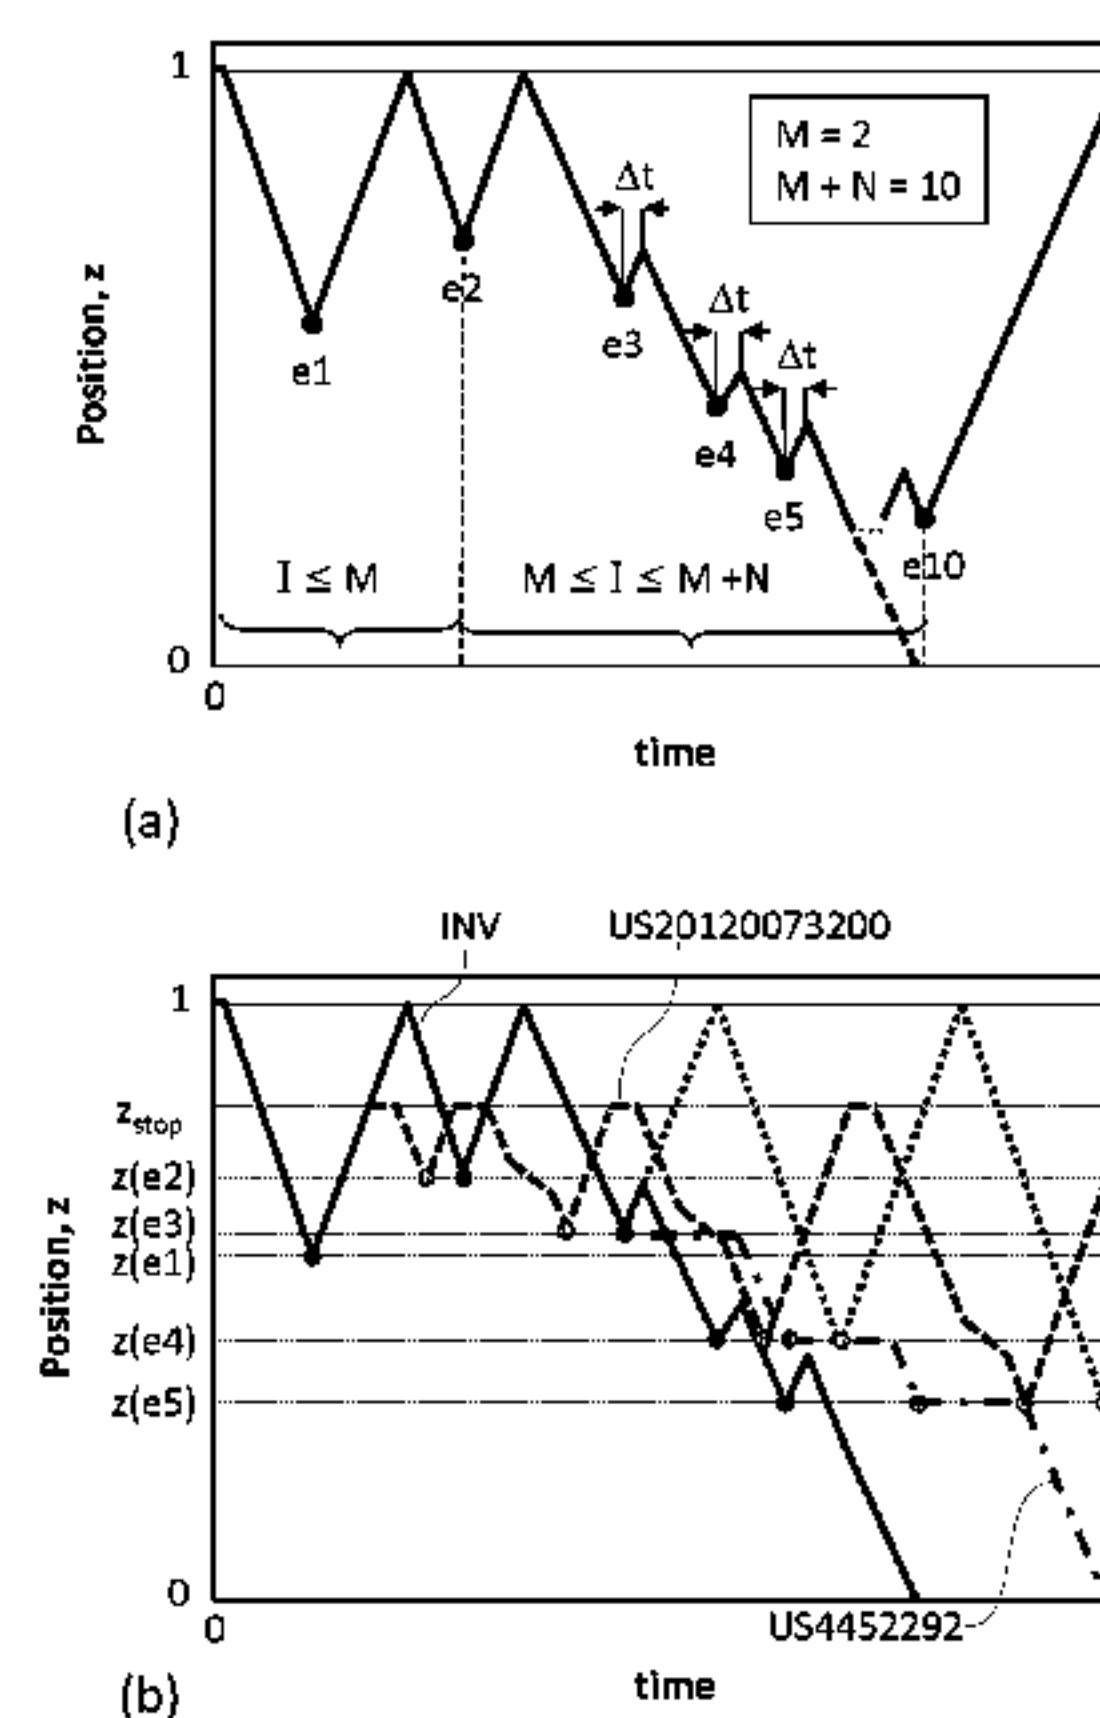 1
M = 2
M + N = 10
Δt
e2
Δt
e3
e1
Δt
Position, z
e4
e5
e10
I ≤ M
M ≤ I ≤ M +N
0
0
time
(a)
INV
US20120073200
1
zstop
z(e2)
z(e3)
z(e1)
Position, z
z(e4)
z(e5)
0
0
US4452292
time
(b)